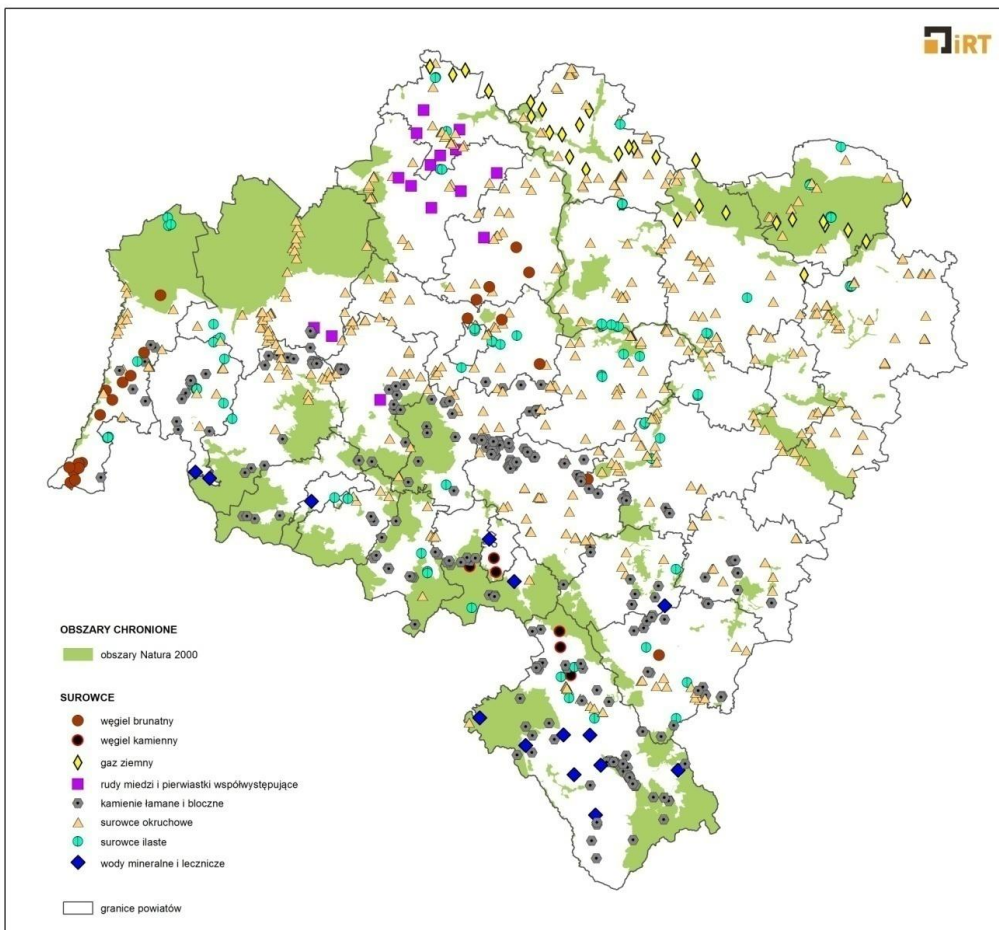 iRT
OBSZARY CHRONIONE
obszary Natura 2000
SUROWCE
węgiel brunatny
węgiel kamienny
gaz ziemny
rudy miedzi i pierwiastki współwystępujące
kamienie łamane i bloczne
surowce okruchowe
surowce ilaste
wody mineralne i lecznicze
granice powiatów